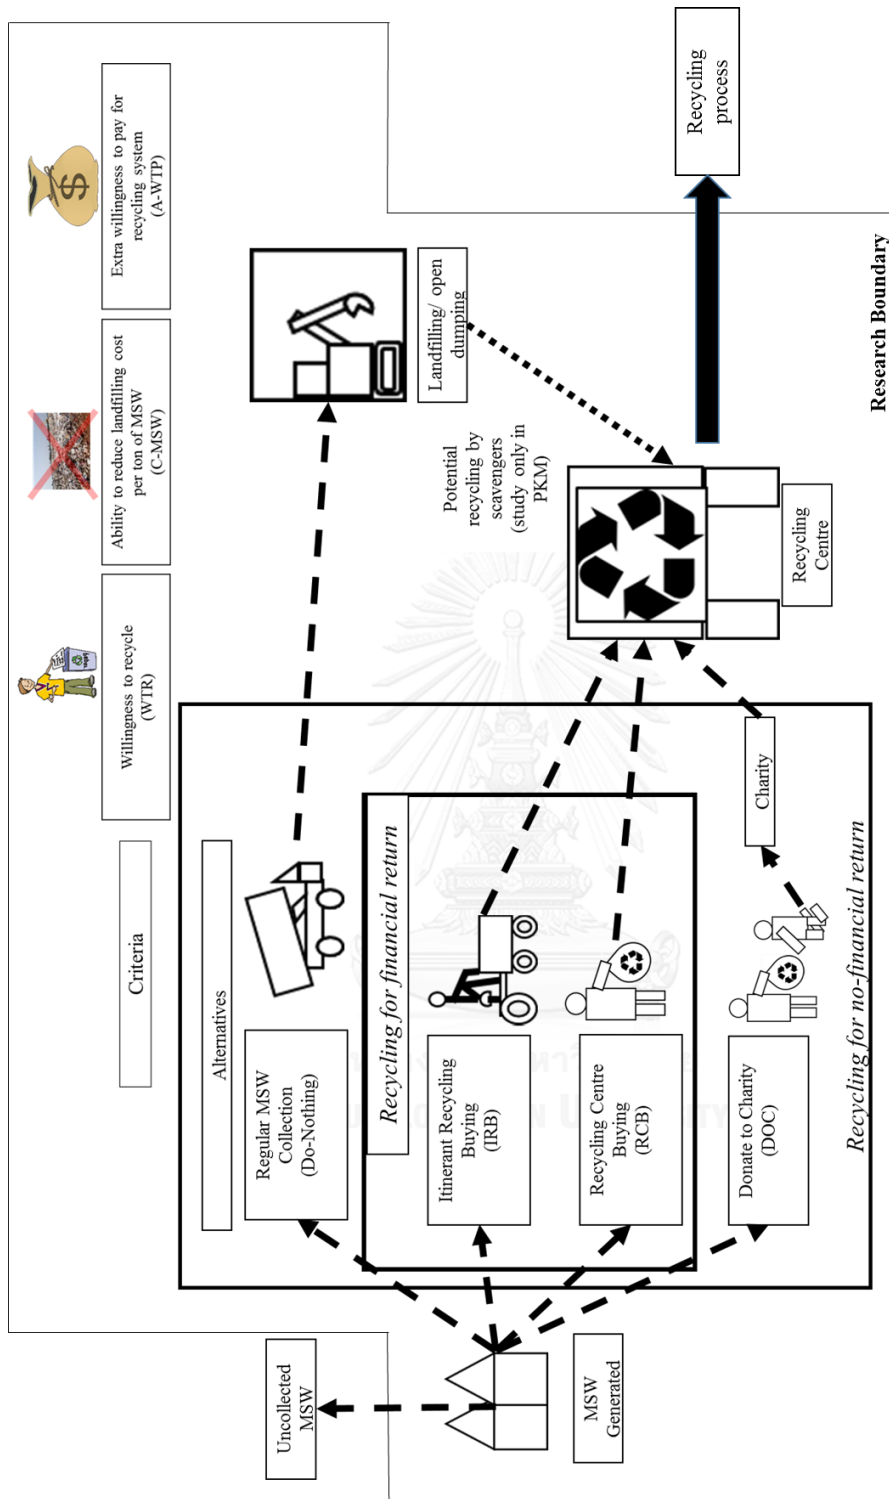 Criteria
Willingness to recycle
(WTR)
Ability to reduce landfilling cost
per ton of MSW
(C-MSW)
Extra willingness to pay for
recycling system
(A-WTP)
$
Alternatives
Uncollected
MSW
MSW
Generated
Regular MSW
Collection
(Do-Nothing)
Recycling for financial return
Itinerant Recycling
Buying
(IRB)
Recycling Centre
Buying
(RCB)
Donate to Charity
(DOC)
Recycling for no-financial return
Charity
Landfilling/ open
dumping
Potential
recycling by
scavengers
(study only in
PKM)
Recycling
Centre
Recycling
process
Research Boundary